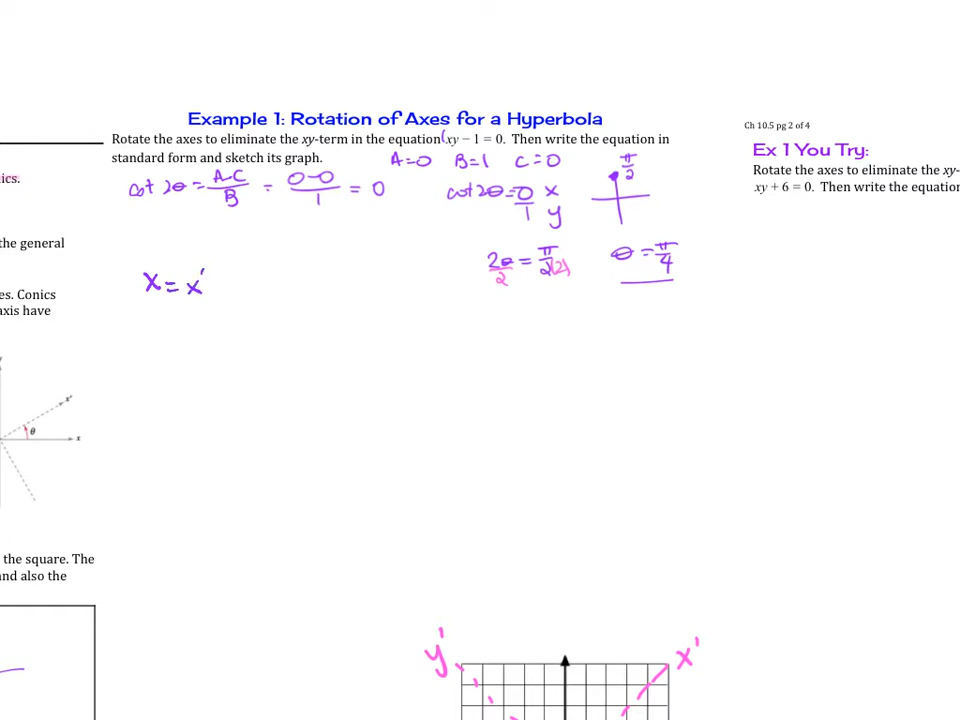 Example 1: Rotation of Axes for a Hyperbola
Rotate the axes to eliminate the xy-term in the equation xy − 1 = 0. Then write the equation in
standard form and sketch its graph.
A=0 B=1 C=0
π/2
cot 2θ = A-C/B = 0-0/1 = 0
cot 2θ = 0/1 x
y
2θ/2 = π/2(2)
θ = π/4
x = x'
y'
x'
ics.
the general
es. Conics
axis have
x'
θ
x
the square. The
and also the
Ch 10.5 pg 2 of 4
Ex 1 You Try:
Rotate the axes to eliminate the xy-
xy + 6 = 0. Then write the equation